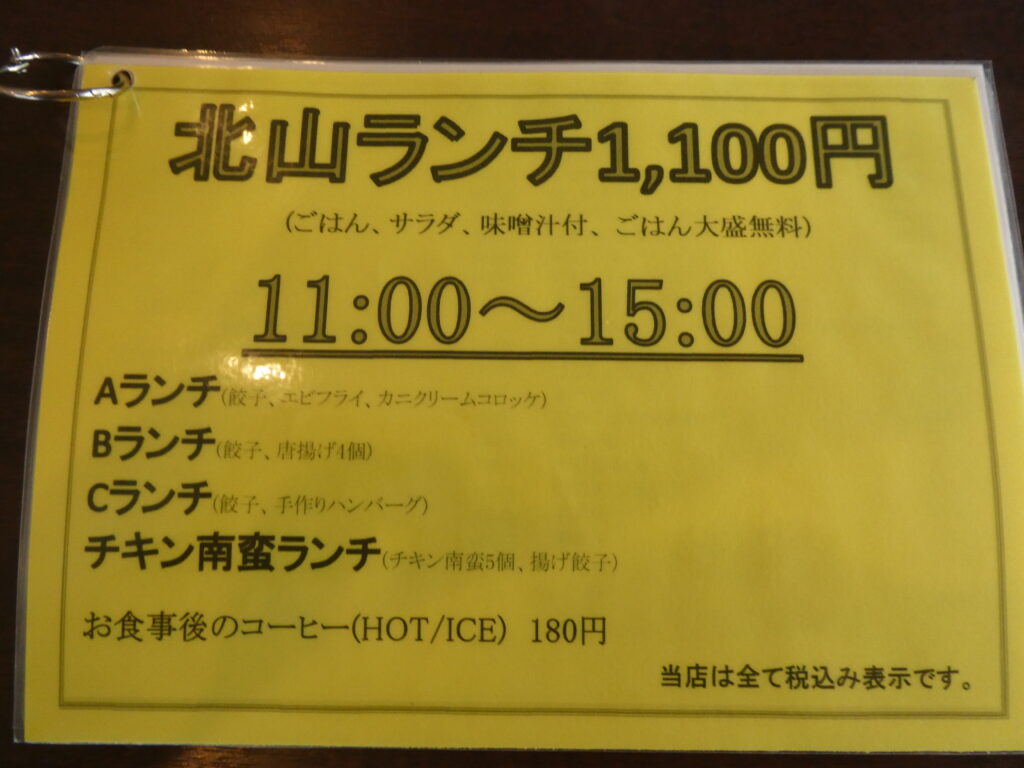 北山ランチ1,100円
(ごはん、サラダ、味噌汁付、ごはん大盛無料)
11:00～15:00
Aランチ(餃子、エビフライ、カニクリームコロッケ)
Bランチ(餃子、唐揚げ4個)
Cランチ(餃子、手作りハンバーグ)
チキン南蛮ランチ(チキン南蛮5個、揚げ餃子)
お食事後のコーヒー(HOT/ICE) 180円
当店は全て税込み表示です。